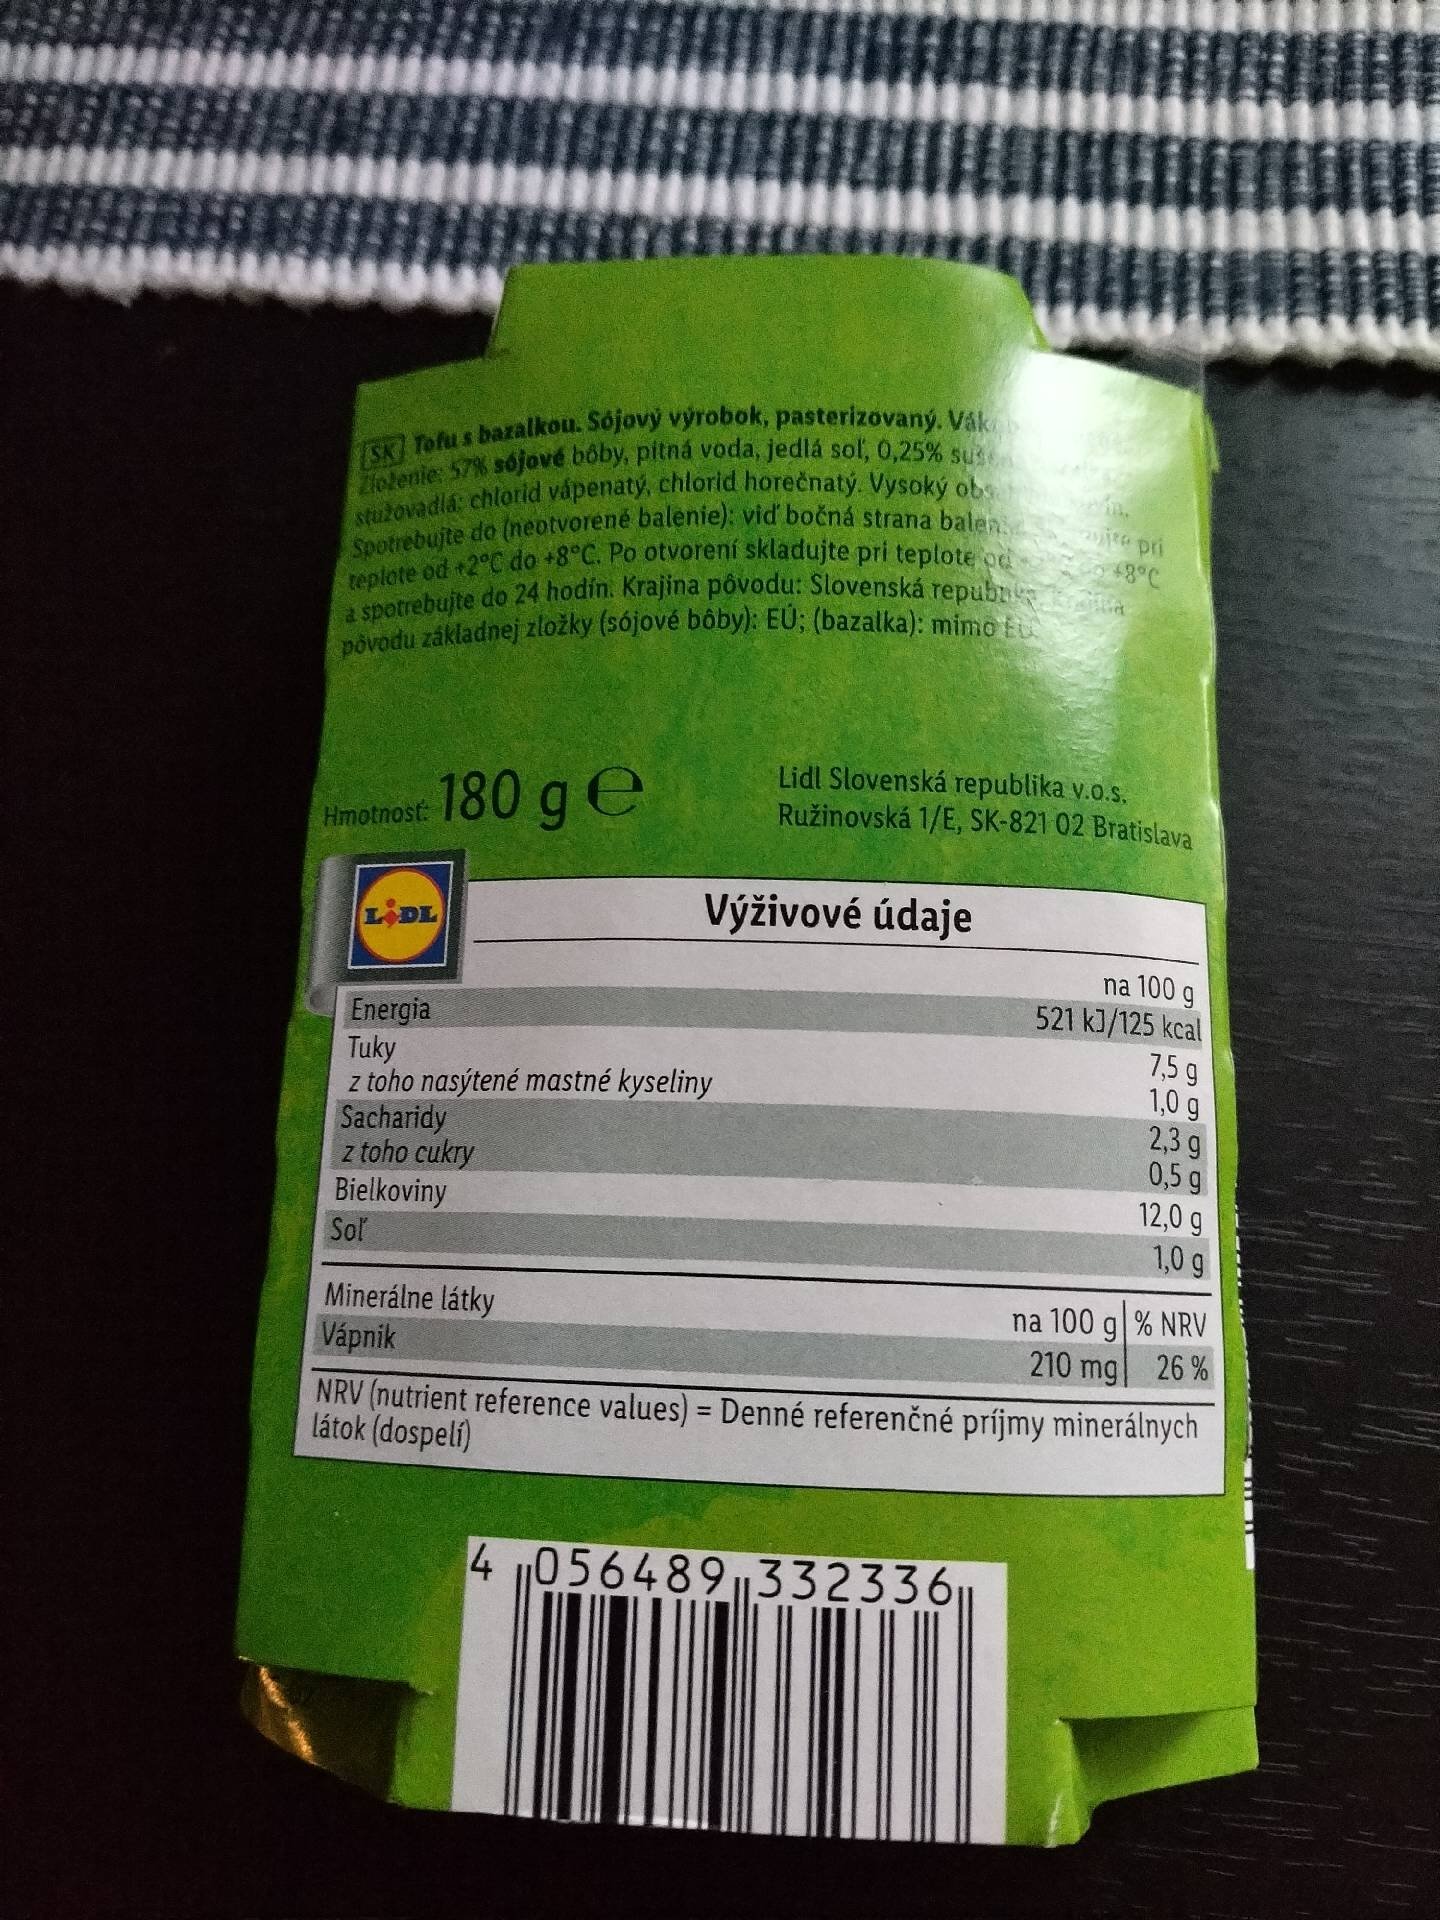 SK Tofu s bazalkou. Sójový výrobok, pasterizovaný.
Zloženie: 57% sójové bôby, pitná voda, jedlá soľ, 0,25%
stužovadlá: chlorid vápenatý, chlorid horečnatý. Vysoký
Spotrebujte do (neotvorené balenie): viď bočná strana pri
teplote od +2°C do +8°C. Po otvorení skladujte pri teplote od +8°C
a spotrebujte do 24 hodín. Krajina pôvodu: Slovenská
pôvodu základnej zložky (sójové bôby): EÚ; (bazalka): mimo EÚ
Hmotnosť: 180 g e
Lidl Slovenská republika v.o.s.
Ružinovská 1/E, SK-821 02 Bratislava
LIDL
Výživové údaje
na 100 g
Energia 521 kJ/125 kcal
Tuky 7,5 g
z toho nasýtené mastné kyseliny 1,0 g
Sacharidy 2,3 g
z toho cukry 0,5 g
Bielkoviny 12,0 g
Soľ 1,0 g
Minerálne látky na 100 g % NRV
Vápnik 210 mg 26 %
NRV (nutrient reference values) = Denné referenčné príjmy minerálnych
látok (dospelí)
4 056489 332336